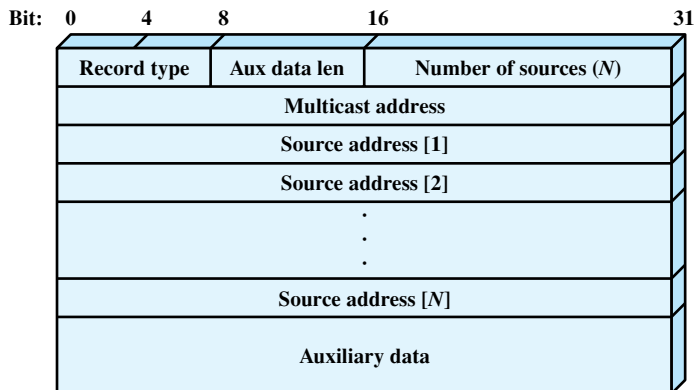 Bit: 0 4 8 16 31
Record type Aux data len Number of sources (N)
Multicast address
Source address [1]
Source address [2]
.
.
.
Source address [N]
Auxiliary data